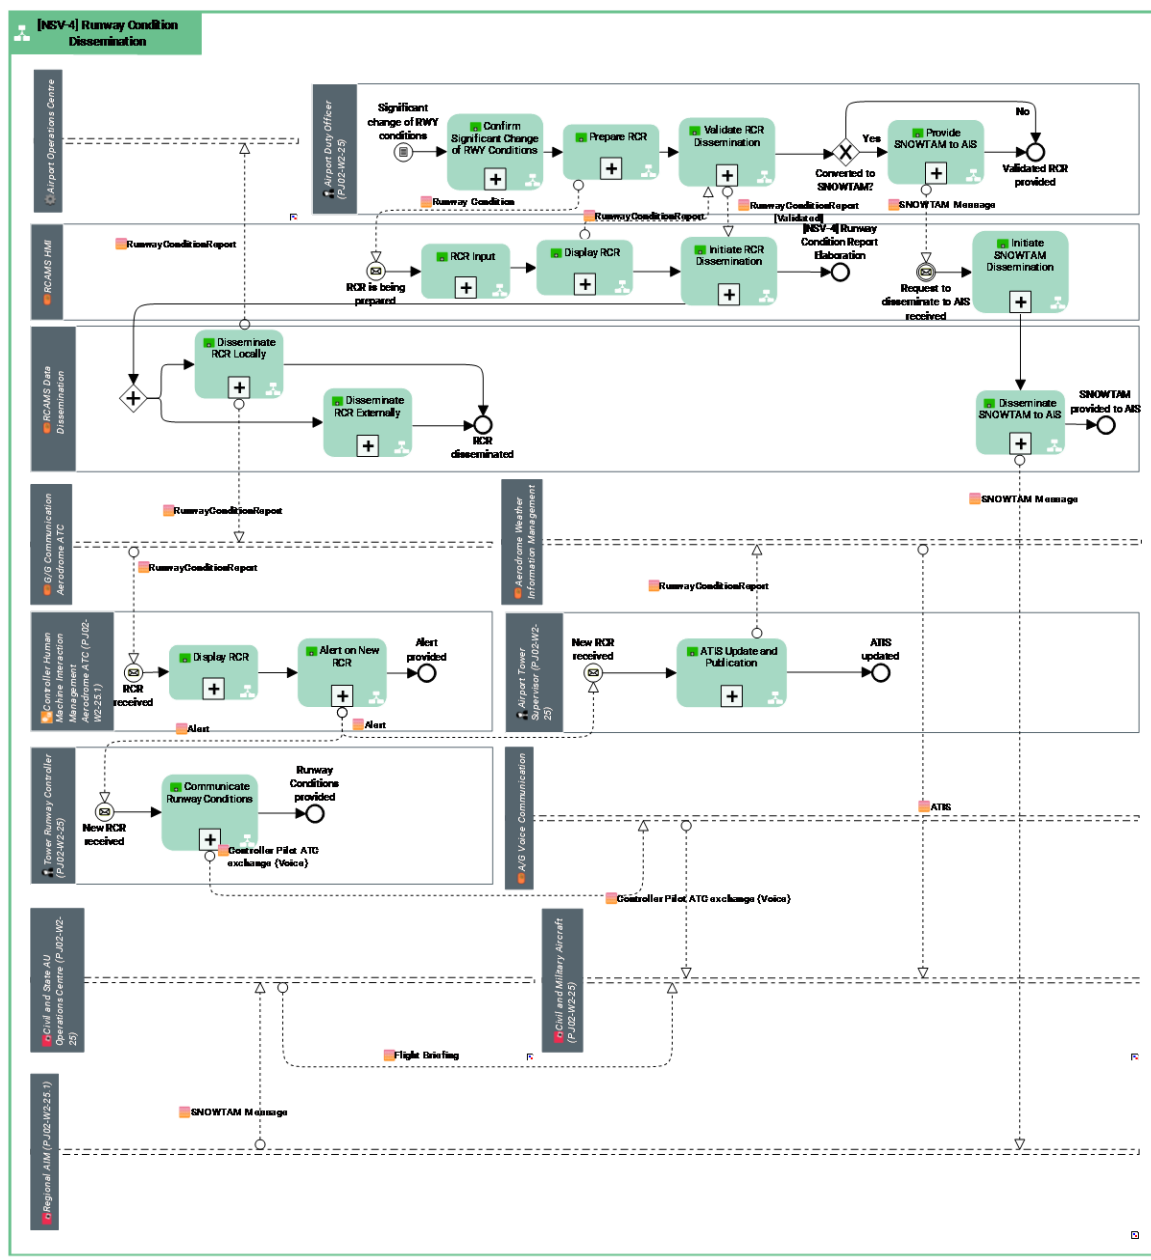 [NSV-4] Runway Condition
Dissemination
Airport Operations Centre
Airport Duty Officer
(PJ02-W2-25)
Significant
change of RWY
conditions
Confirm
Significant Change
of RWY Conditions
Prepare RCR
Validate RCR
Dissemination
Converted to
SNOWTAM?
Yes
No
Provide
SNOWTAM to AIS
Validated RCR
provided
Runway Condition
RunwayConditionReport
RunwayConditionReport
[Validated]
SNOWTAM Message
RunwayConditionReport
RCAMS HMI
RCR is being
prepared
RCR Input
Display RCR
Initiate RCR
Dissemination
[NSV-4] Runway
Condition Report
Elaboration
Request to
disseminate to AIS
received
Initiate
SNOWTAM
Dissemination
RCAMS Data
Dissemination
Disseminate
RCR Locally
Disseminate
RCR Externally
RCR
disseminated
Disseminate
SNOWTAM to AIS
SNOWTAM
provided to AIS
RunwayConditionReport
SNOWTAM Message
G/G Communication
Aerodrome ATC
Aerodrome Weather
Information Management
RunwayConditionReport
RunwayConditionReport
Controller Human
Machine Interaction
Management
Aerodrome ATC (PJ02-
W2-25.1)
RCR
received
Display RCR
Alert on New
RCR
Alert
provided
Airport Tower
Supervisor (PJ02-W2-
25)
New RCR
received
ATIS Update and
Publication
ATIS
updated
Alert
Alert
Tower Runway Controller
(PJ02-W2-25)
New RCR
received
Communicate
Runway Conditions
Runway
Conditions
provided
Controller Pilot ATC
exchange (Voice)
A/G Voice Communication
ATIS
Controller Pilot ATC exchange (Voice)
Civil and State AU
Operations Centre (PJ02-W2-
25)
Civil and Military Aircraft
(PJ02-W2-25)
Flight Briefing
SNOWTAM Message
Regional AIM (PJ02-W2-25.1)